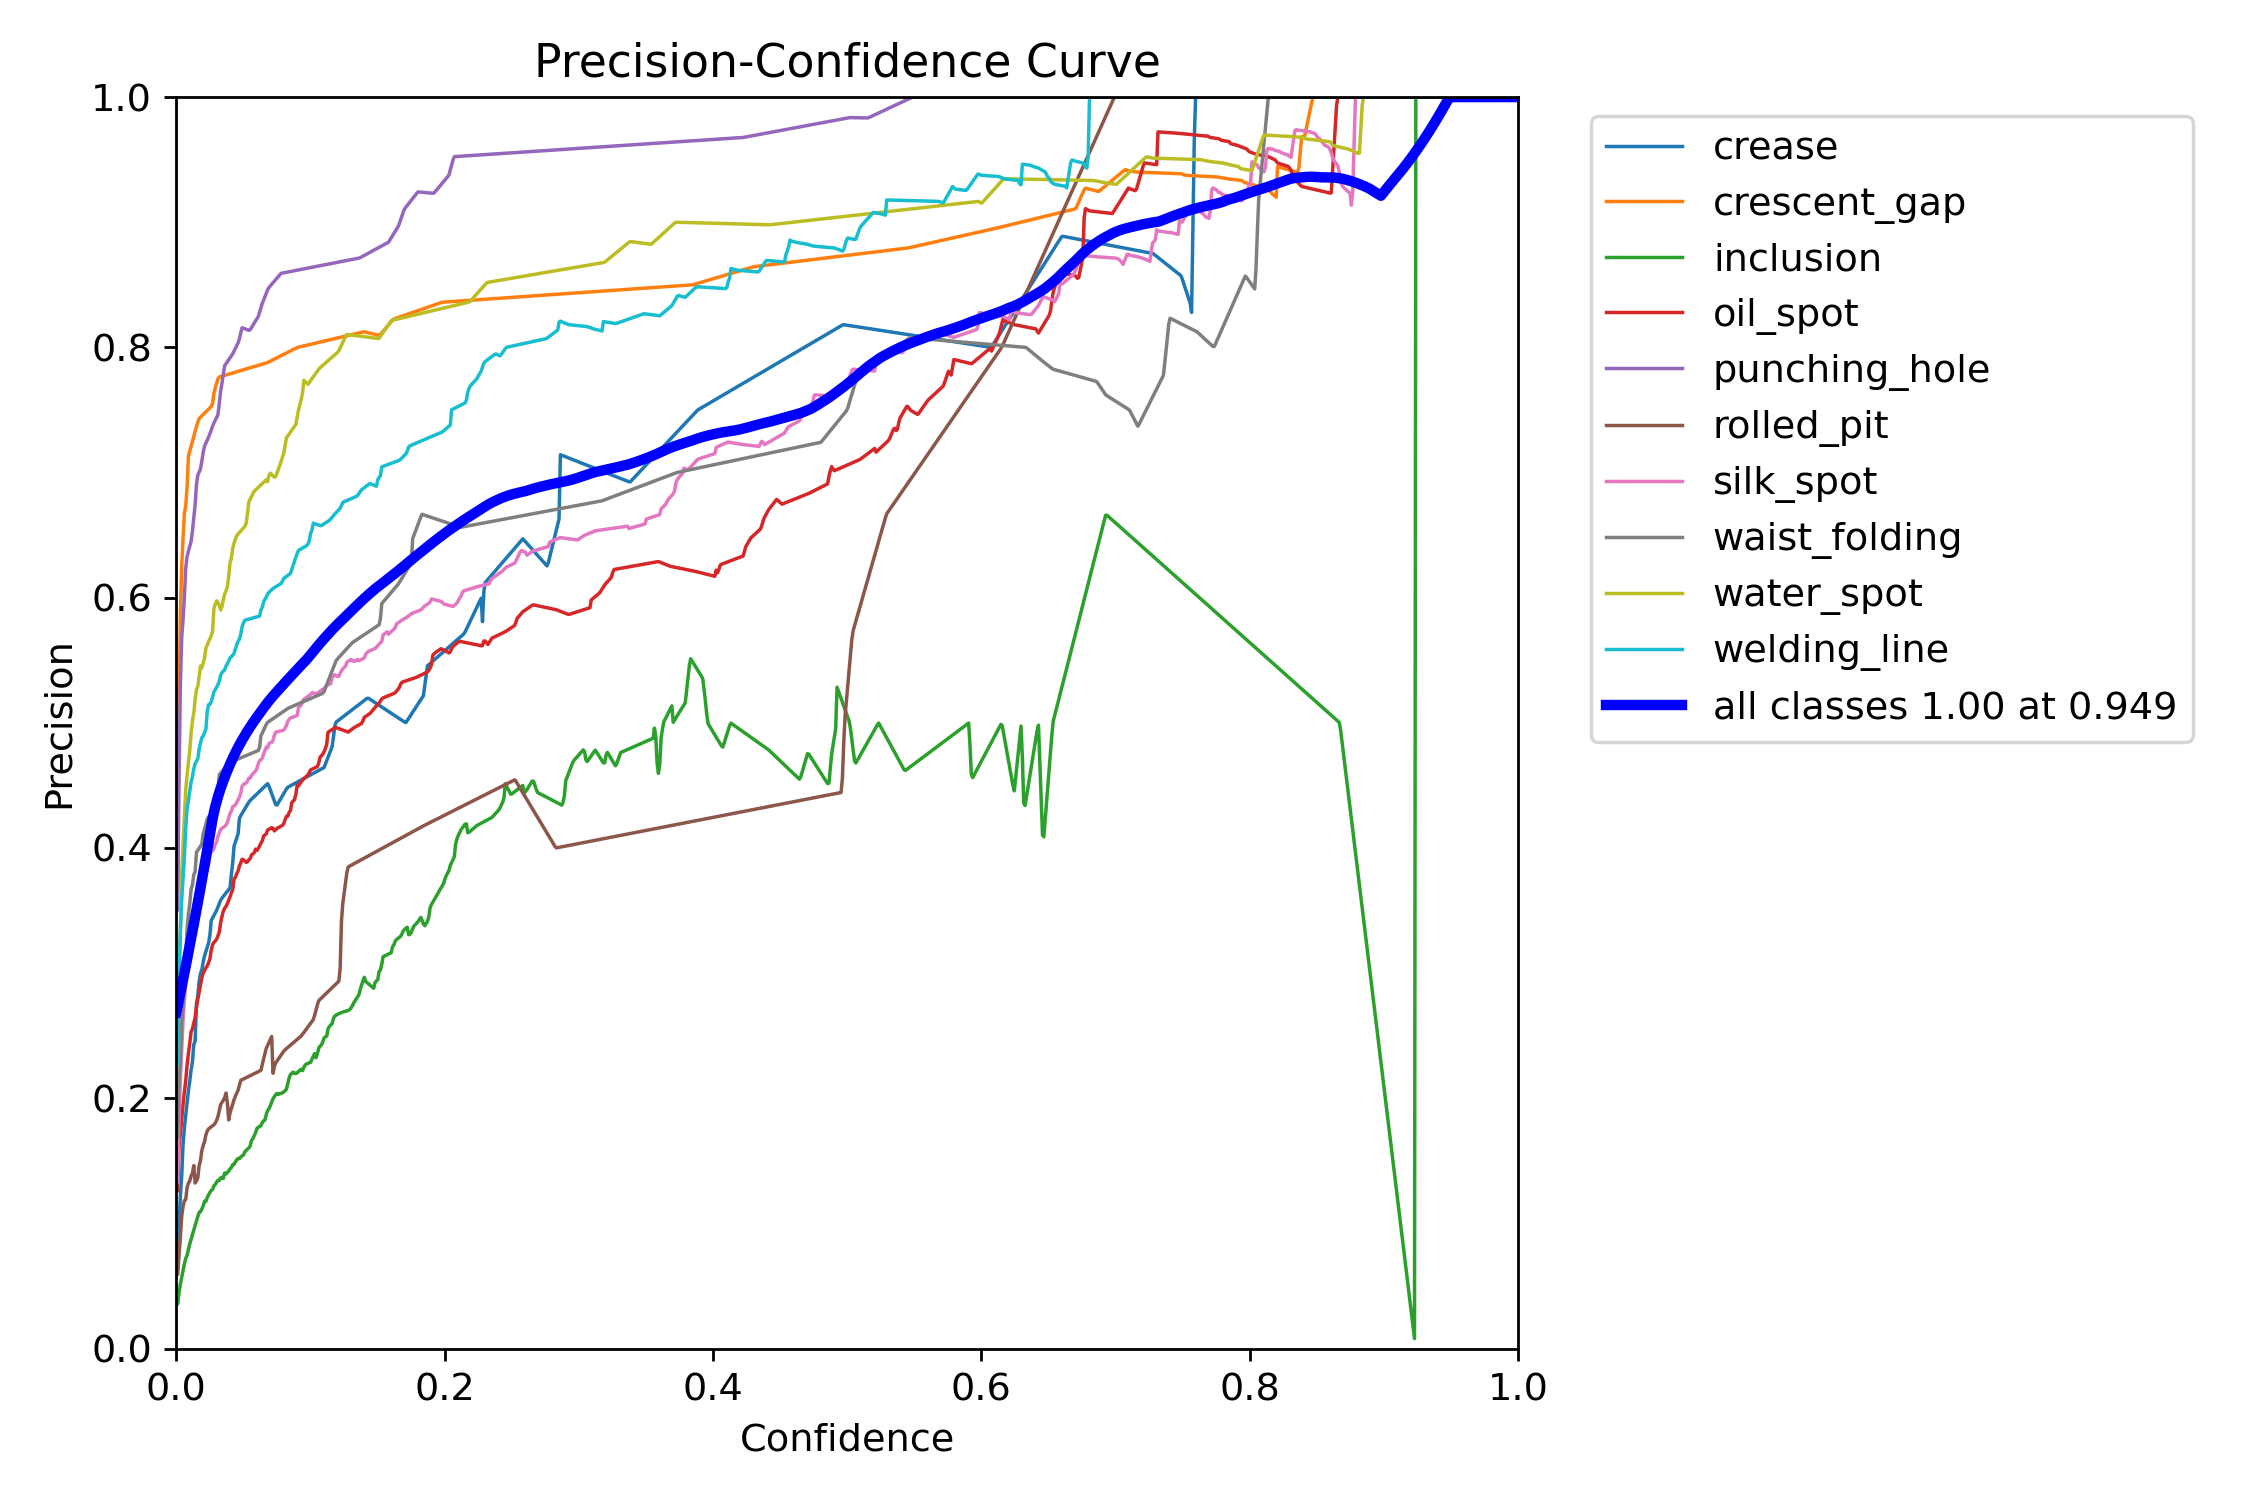 Precision-Confidence Curve
1.0
0.8
0.6
0.4
0.2
0.0
Precision
0.0 0.2 0.4 0.6 0.8 1.0
Confidence
crease
crescent_gap
inclusion
oil_spot
punching_hole
rolled_pit
silk_spot
waist_folding
water_spot
welding_line
all classes 1.00 at 0.949